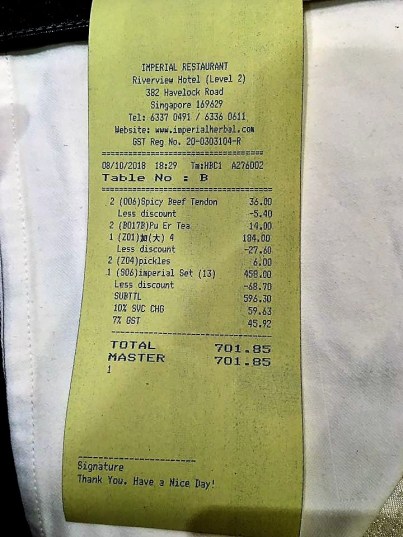 IMPERIAL RESTAURANT
Riverview Hotel (Level 2)
382 Havelock Road
Singapore 169629
Tel: 6337 0491 / 6336 0611
Website: www.imperialherbal.com
GST Reg No. 20-0303104-R
08/10/2018 18:29 Tm:HBC1 A276002
Table No : B
2 (006)Spicy Beef Tendon 36.00
Less discount -5.40
2 (B017B)Pu Er Tea 14.00
1 (Z01)加(大) 4 184.00
Less discount -27.60
2 (Z04)pickles 6.00
1 (S06)imperial Set (13) 458.00
Less discount -68.70
SUBTTL 596.30
10% SVC CHG 59.63
7% GST 45.92
TOTAL 701.85
MASTER 701.85
1
Signature
Thank You. Have a Nice Day!